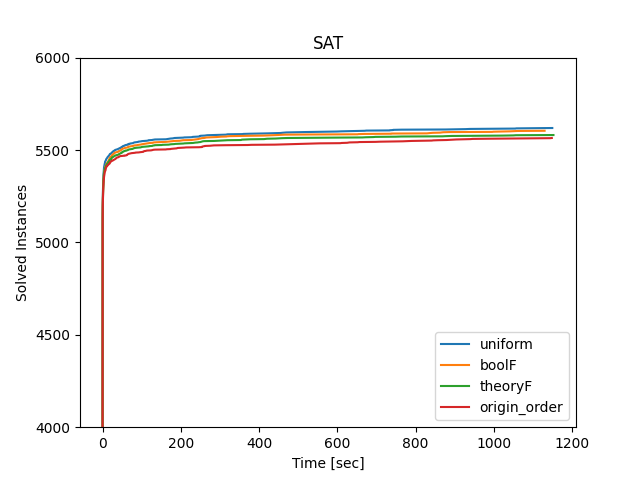 SAT
6000
5500
5000
4500
4000
Solved Instances
uniform
boolF
theoryF
origin_order
0 200 400 600 800 1000 1200
Time [sec]